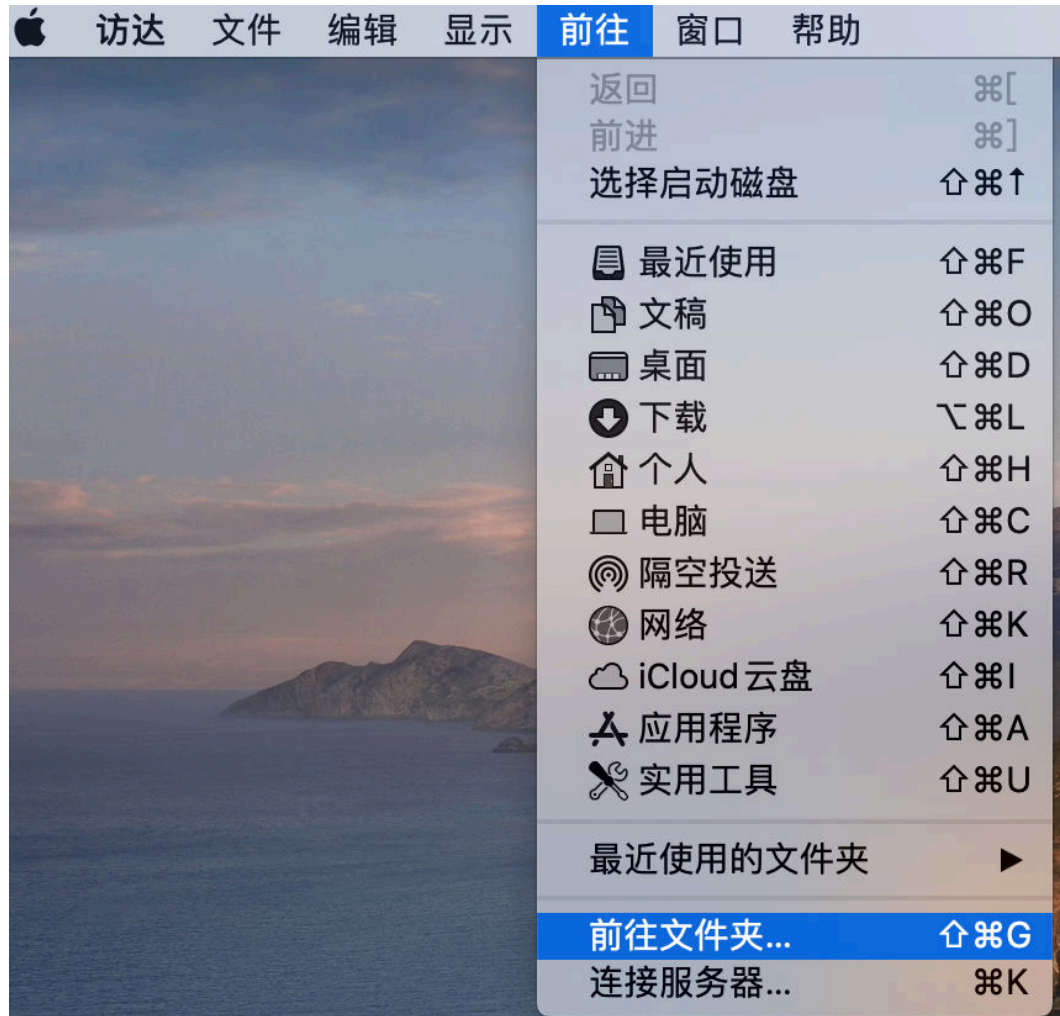 访达 文件 编辑 显示 前往 窗口 帮助
返回 ⌘[
前进 ⌘]
选择启动磁盘 ⇧⌘↑
最近使用 ⇧⌘F
文稿 ⇧⌘O
桌面 ⇧⌘D
下载 ⌥⌘L
个人 ⇧⌘H
电脑 ⇧⌘C
隔空投送 ⇧⌘R
网络 ⇧⌘K
iCloud云盘 ⇧⌘I
应用程序 ⇧⌘A
实用工具 ⇧⌘U
最近使用的文件夹 ▶
前往文件夹... ⇧⌘G
连接服务器... ⌘K